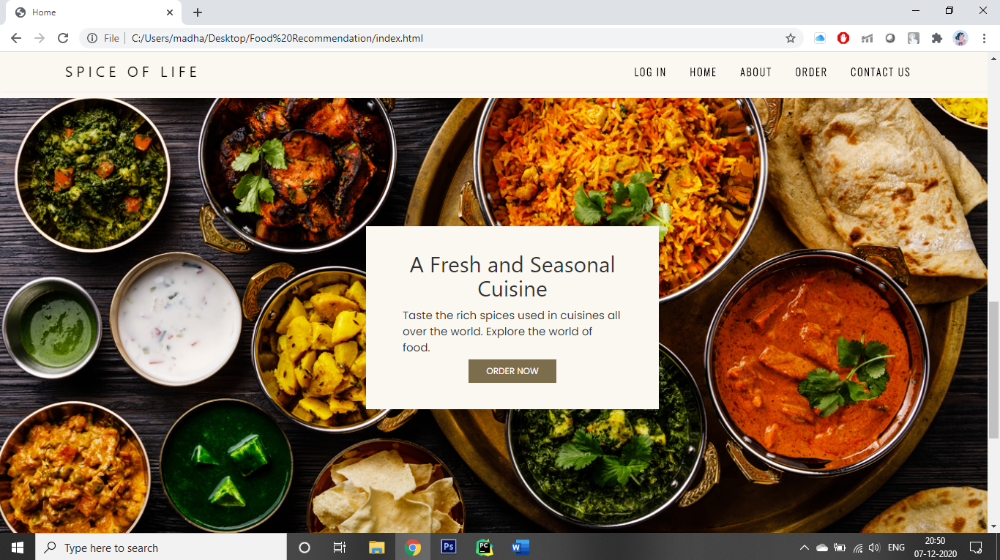 Home
File
C:/Users/madha/Desktop/Food%20Recommendation/index.html
SPICE OF LIFE
LOG IN HOME ABOUT ORDER CONTACT US
A Fresh and Seasonal
Cuisine
Taste the rich spices used in cuisines all
over the world. Explore the world of
food.
ORDER NOW
Type here to search
Ps
PC
W
ENG
20:50
07-12-2020